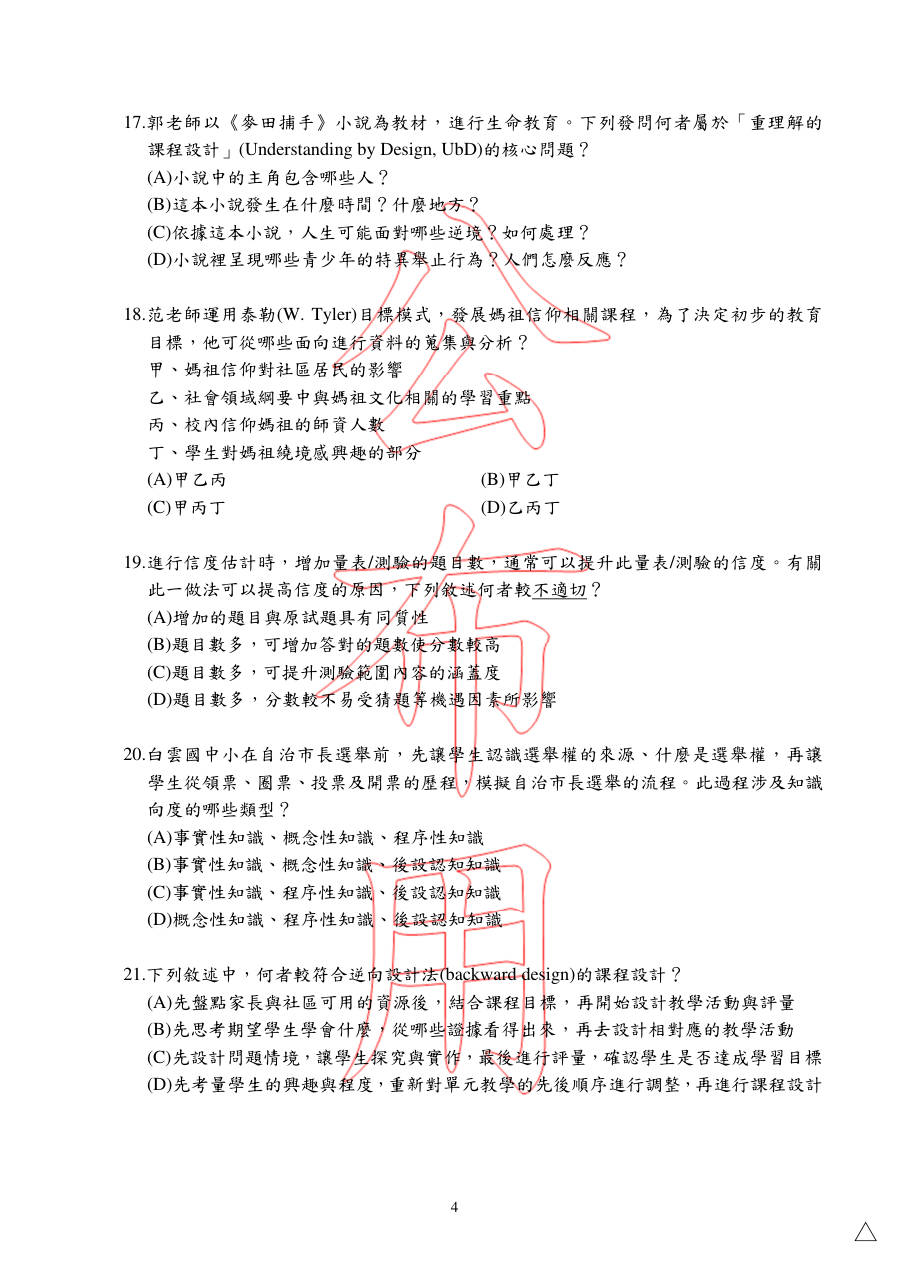 17.郭老師以《麥田捕手》小說為教材，進行生命教育。下列發問何者屬於「重理解的
課程設計」(Understanding by Design, UbD)的核心問題？
(A)小說中的主角包含哪些人？
(B)這本小說發生在什麼時間？什麼地方？
(C)依據這本小說，人生可能面對哪些逆境？如何處理？
(D)小說裡呈現哪些青少年的特異舉止行為？人們怎麼反應？
18.范老師運用泰勒(W. Tyler)目標模式，發展媽祖信仰相關課程，為了決定初步的教育
目標，他可從哪些面向進行資料的蒐集與分析？
甲、媽祖信仰對社區居民的影響
乙、社會領域綱要中與媽祖文化相關的學習重點
丙、校內信仰媽祖的師資人數
丁、學生對媽祖繞境感興趣的部分
(A)甲乙丙 (B)甲乙丁
(C)甲丙丁 (D)乙丙丁
19.進行信度估計時，增加量表/測驗的題目數，通常可以提升此量表/測驗的信度。有關
此一做法可以提高信度的原因，下列敘述何者較不適切？
(A)增加的題目與原試題具有同質性
(B)題目數多，可增加答對的題數使分數較高
(C)題目數多，可提升測驗範圍內容的涵蓋度
(D)題目數多，分數較不易受猜題等機遇因素所影響
20.白雲國中小在自治市長選舉前，先讓學生認識選舉權的來源、什麼是選舉權，再讓
學生從領票、圈票、投票及開票的歷程，模擬自治市長選舉的流程。此過程涉及知識
向度的哪些類型？
(A)事實性知識、概念性知識、程序性知識
(B)事實性知識、概念性知識、後設認知知識
(C)事實性知識、程序性知識、後設認知知識
(D)概念性知識、程序性知識、後設認知知識
21.下列敘述中，何者較符合逆向設計法(backward design)的課程設計？
(A)先盤點家長與社區可用的資源後，結合課程目標，再開始設計教學活動與評量
(B)先思考期望學生學會什麼，從哪些證據看得出來，再去設計相對應的教學活動
(C)先設計問題情境，讓學生探究與實作，最後進行評量，確認學生是否達成學習目標
(D)先考量學生的興趣與程度，重新對單元教學的先後順序進行調整，再進行課程設計
公布用
4